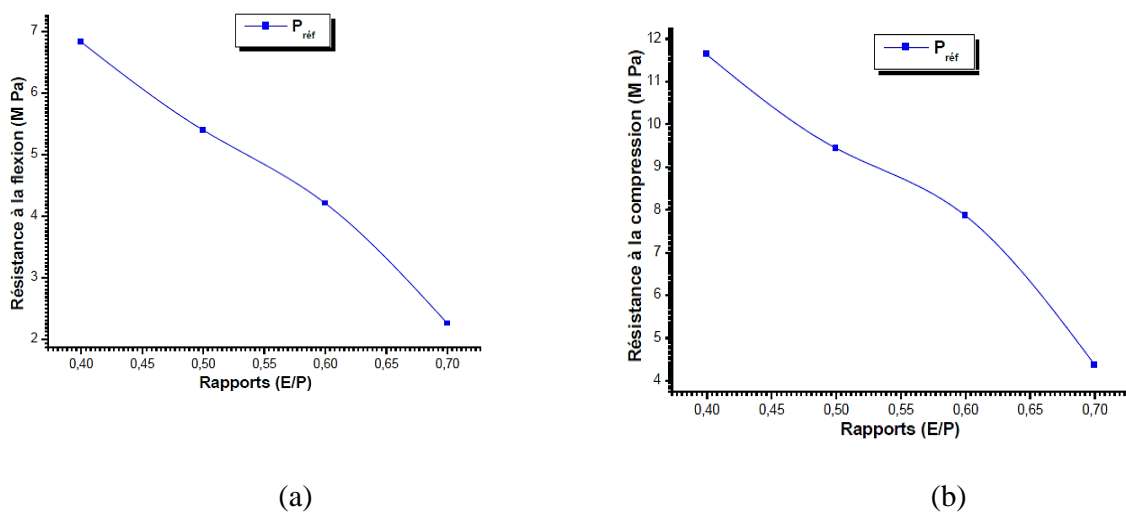 P réf
Résistance à la flexion (M Pa)
7
6
5
4
3
2
0,40 0,45 0,50 0,55 0,60 0,65 0,70
Rapports (E/P)
(a)
P réf
Résistance à la compression (M Pa)
12
11
10
9
8
7
6
5
4
0,40 0,45 0,50 0,55 0,60 0,65 0,70
Rapports (E/P)
(b)